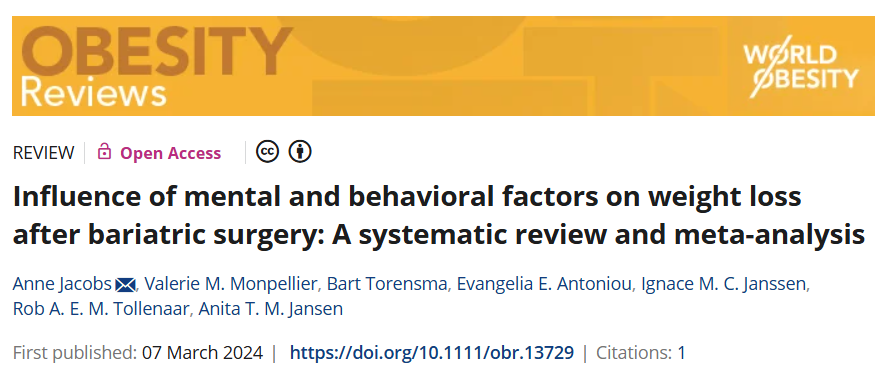 OBESITY
Reviews
WORLD
OBESITY
REVIEW Open Access
Influence of mental and behavioral factors on weight loss
after bariatric surgery: A systematic review and meta-analysis
Anne Jacobs, Valerie M. Monpellier, Bart Torensma, Evangelia E. Antoniou, Ignace M. C. Janssen,
Rob A. E. M. Tollenaar, Anita T. M. Jansen
First published: 07 March 2024 | https://doi.org/10.1111/obr.13729 | Citations: 1